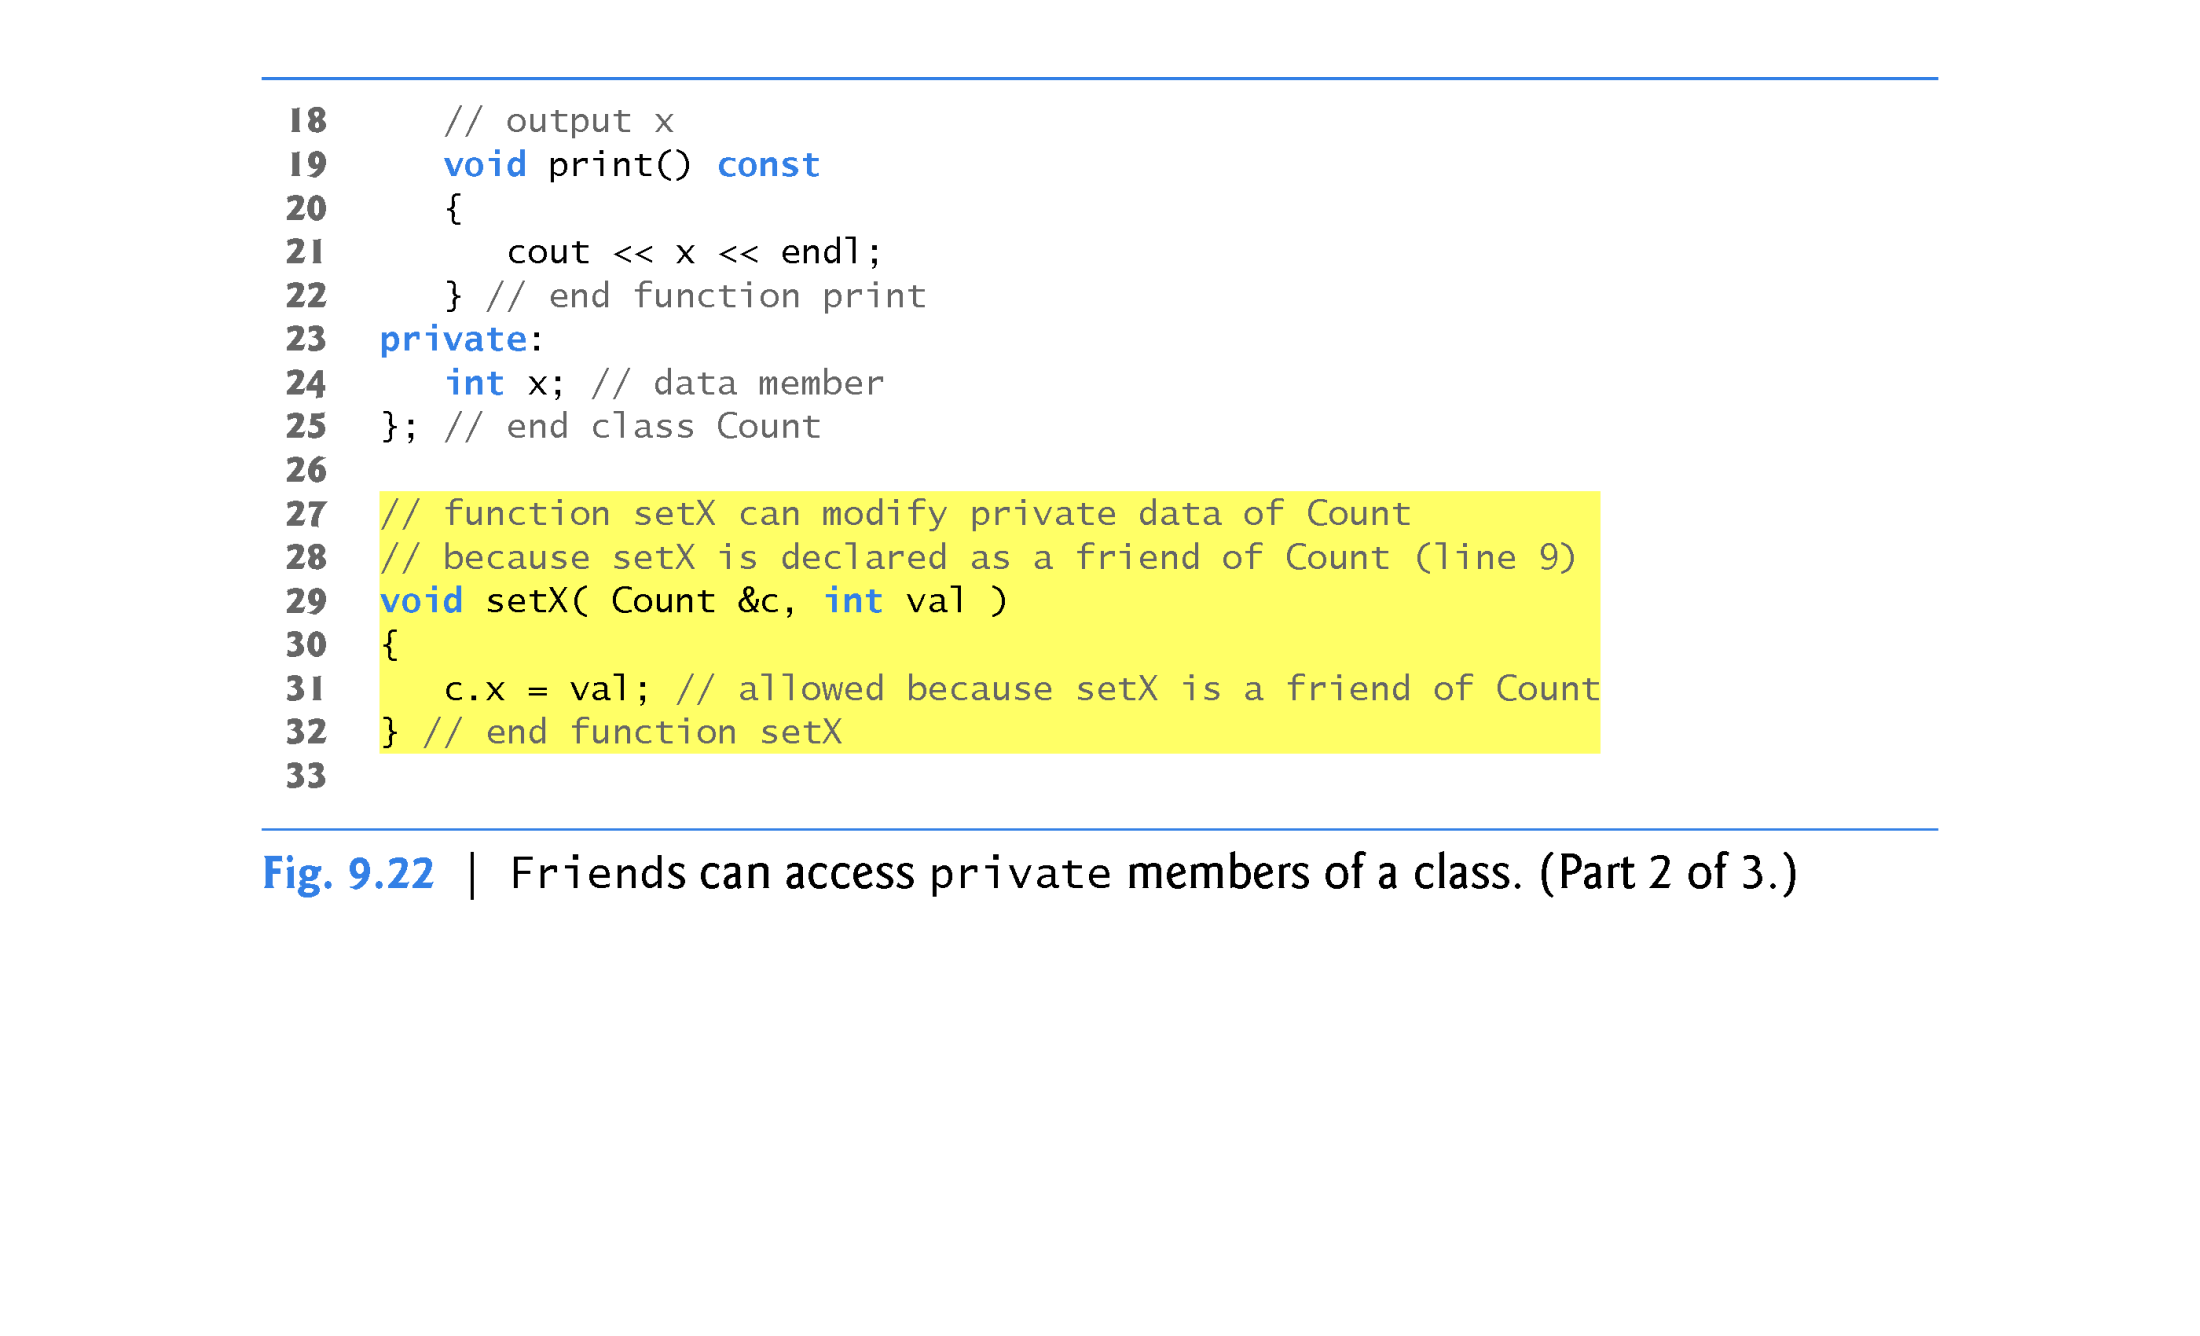 18 // output x
19 void print() const
20 {
21 cout << x << endl;
22 } // end function print
23 private:
24 int x; // data member
25 }; // end class Count
26
27 // function setX can modify private data of Count
28 // because setX is declared as a friend of Count (line 9)
29 void setX( Count &c, int val )
30 {
31 c.x = val; // allowed because setX is a friend of Count
32 } // end function setX
33
Fig. 9.22 | Friends can access private members of a class. (Part 2 of 3.)